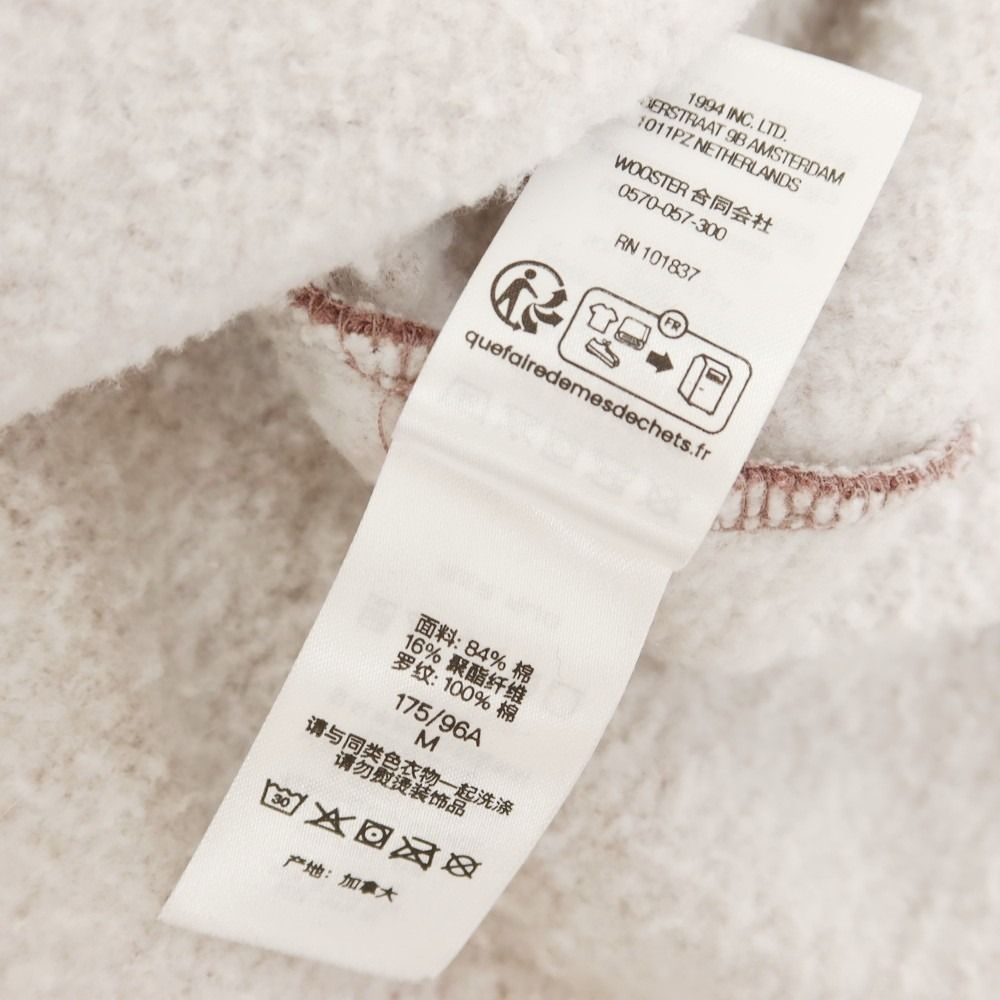 1994 INC. LTD.
GERSTRAAT 9B AMSTERDAM
1011PZ NETHERLANDS
WOOSTER 合同会社
0570-057-300
RN 101837
FR
quefairedemesdechets.fr
面料: 84% 棉
16% 聚酯纤维
罗纹: 100% 棉
175/96A
M
请与同类色衣物一起洗涤
请勿熨烫装饰品
30
产地: 加拿大